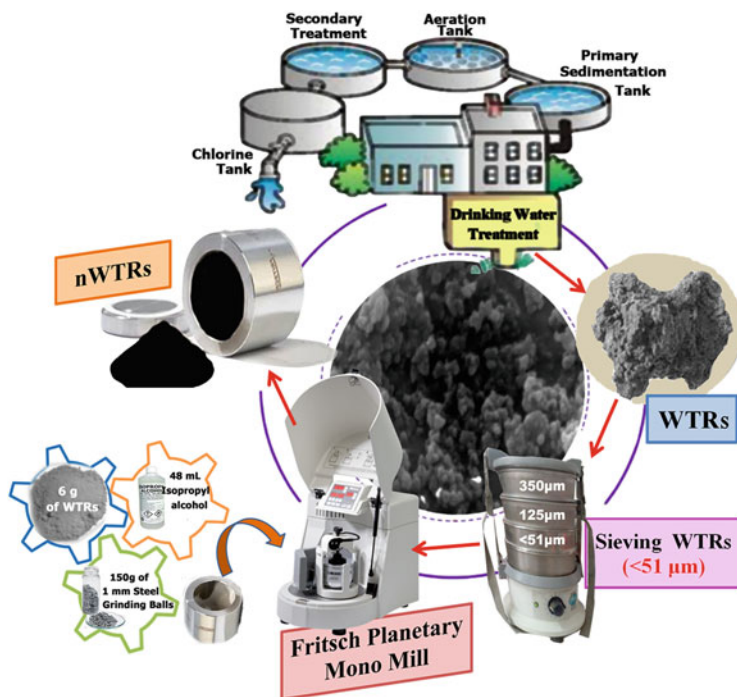 Secondary
Treatment
Aeration
Tank
Primary
Sedimentation
Tank
Chlorine
Tank
Drinking Water
Treatment
nWTRs
WTRs
350µm
125µm
<51µm
Sieving WTRs
(<51 µm)
6 g
of WTRs
ISOPROPYL
ALCOHOL
48 mL
Isopropyl
alcohol
150g of
1 mm Steel
Grinding Balls
Fritsch Planetary
Mono Mill